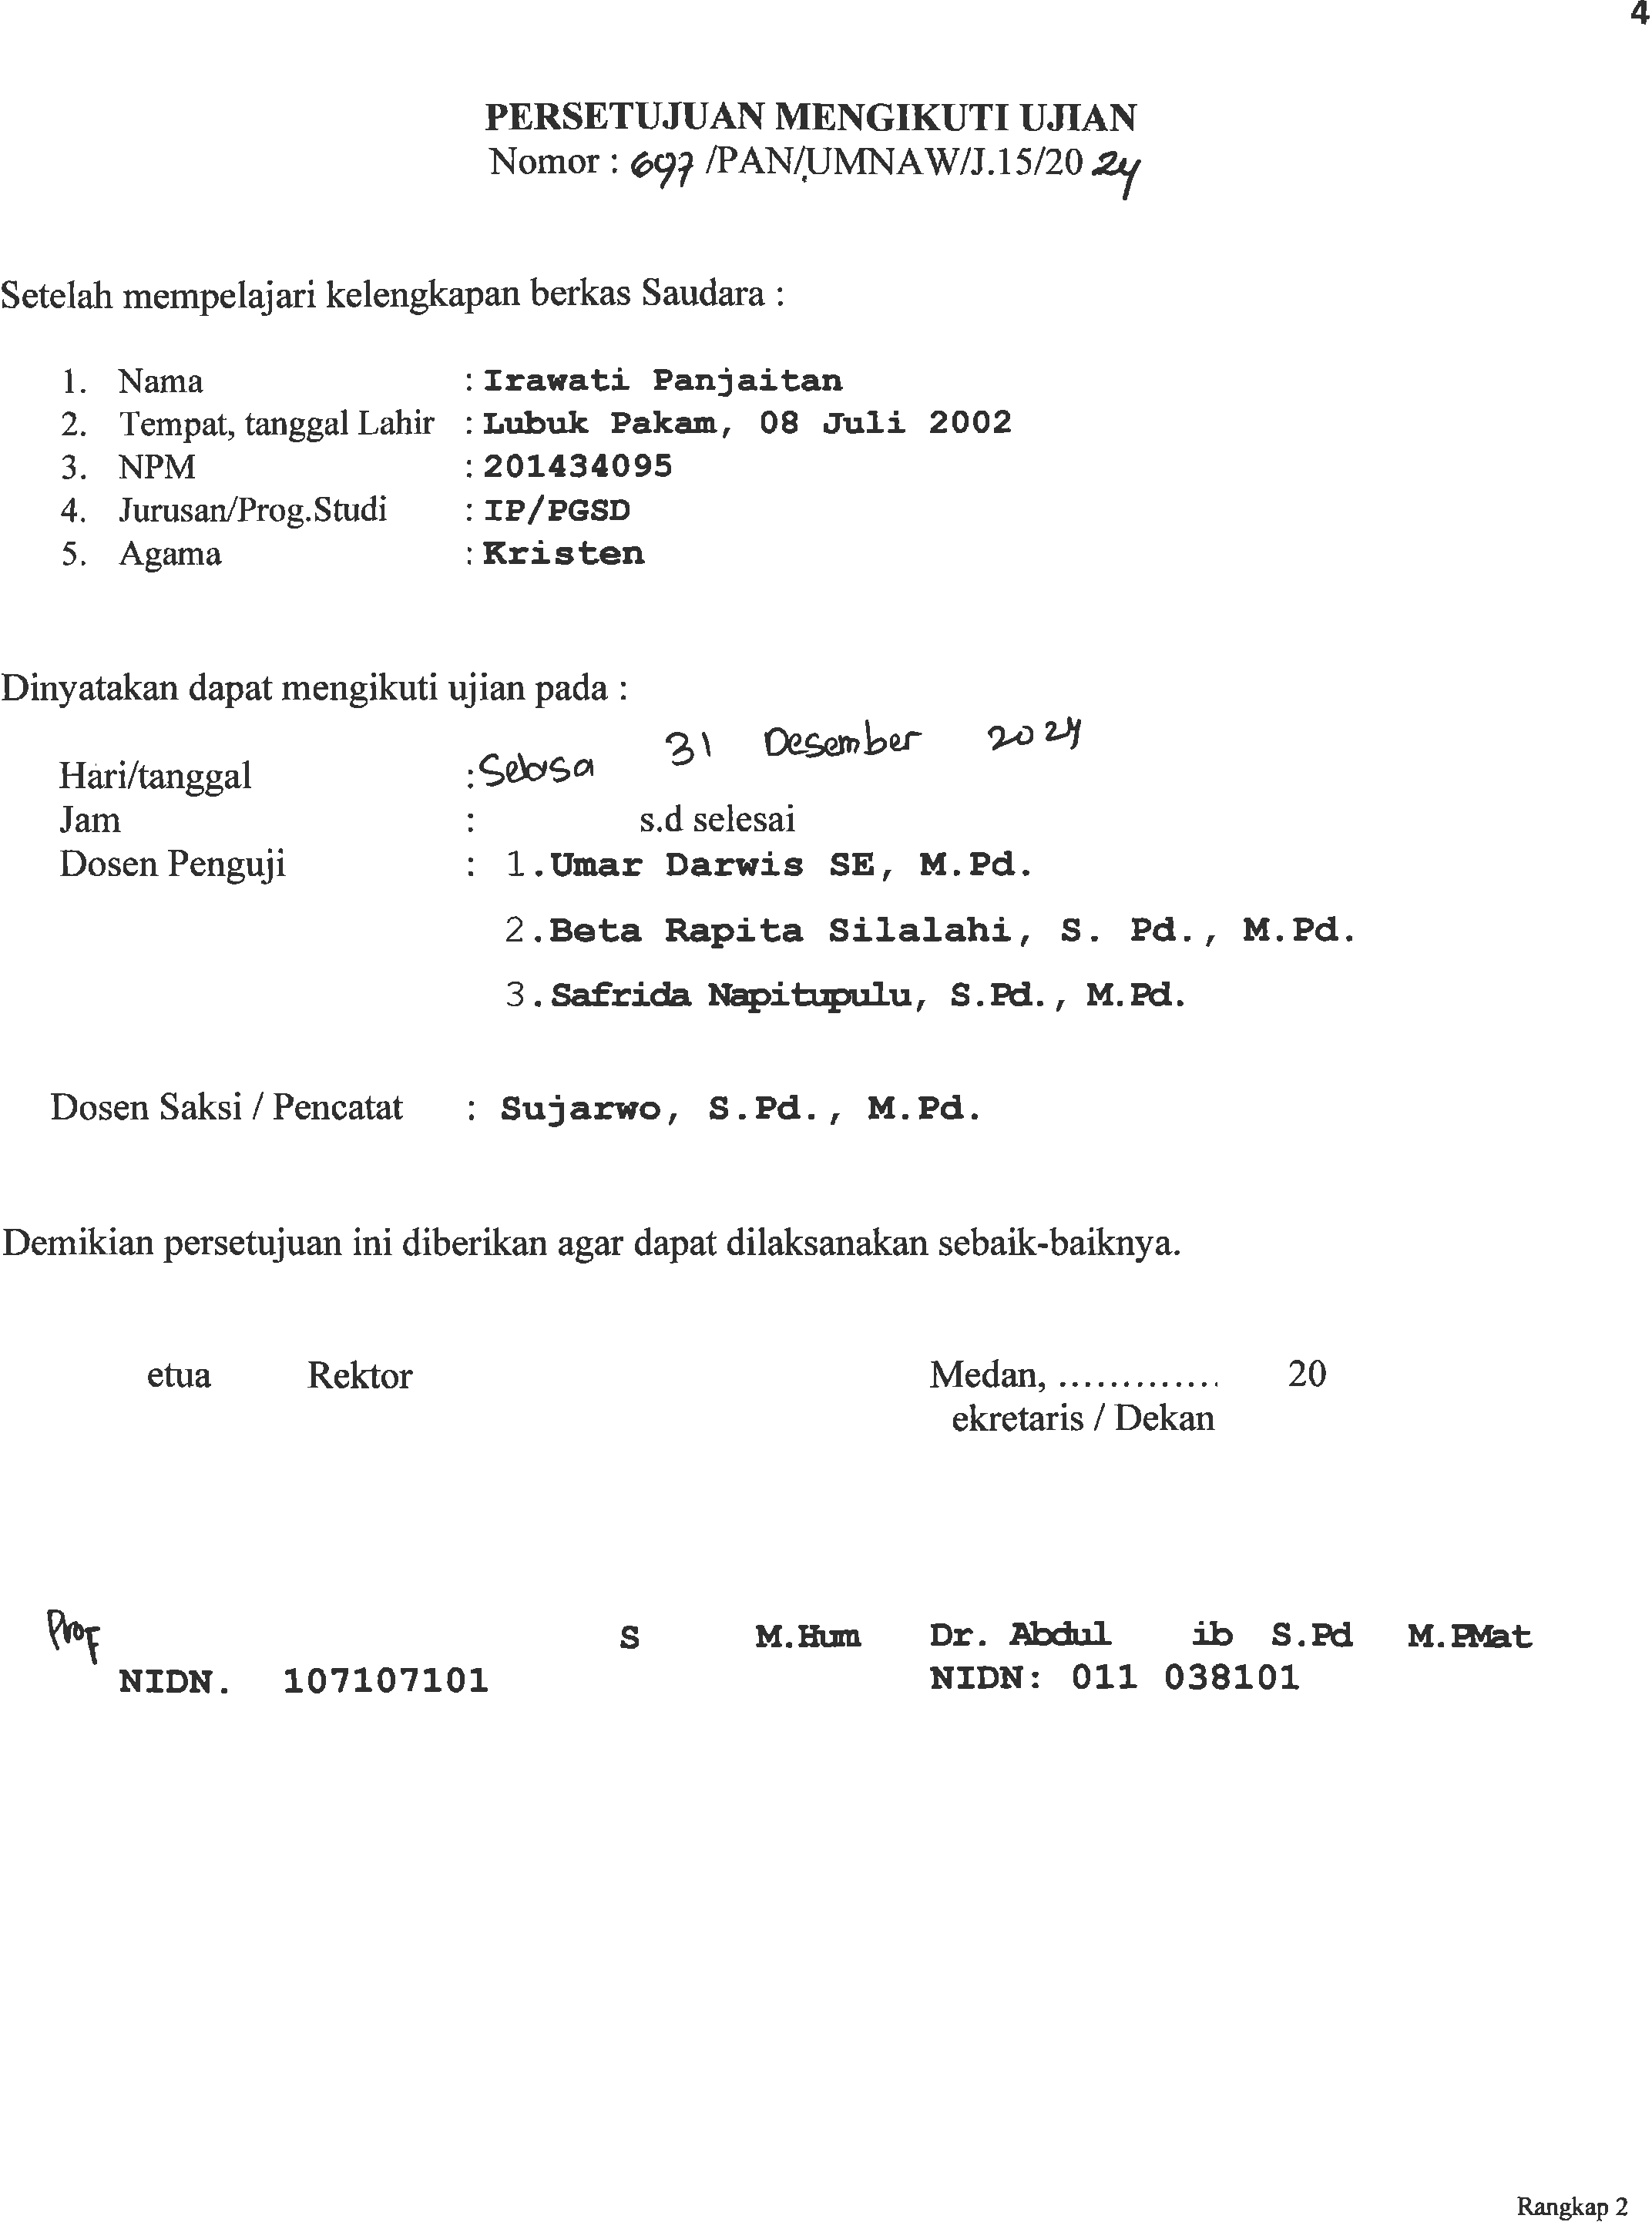 4
PERSETUJUAN MENGIKUTI UJIAN
Nomor : 697 /PAN/UMNAW/J.15/20 24
Setelah mempelajari kelengkapan berkas Saudara :
1. Nama : Irawati Panjaitan
2. Tempat, tanggal Lahir : Lubuk Pakam, 08 Juli 2002
3. NPM : 201434095
4. Jurusan/Prog.Studi : IP/PGSD
5. Agama : Kristen
Dinyatakan dapat mengikuti ujian pada :
Hari/tanggal : Selasa 31 Desember 2024
Jam : s.d selesai
Dosen Penguji : 1. Umar Darwis SE, M.Pd.
2. Beta Rapita Silalahi, S. Pd., M.Pd.
3. Safrida Napitupulu, S.Pd., M.Pd.
Dosen Saksi / Pencatat : Sujarwo, S.Pd., M.Pd.
Demikian persetujuan ini diberikan agar dapat dilaksanakan sebaik-baiknya.
etua Rektor Medan, ............. 20
ekretaris / Dekan
Prof S M.Hum Dr. Abdul ib S.Pd M.PMat
NIDN. 107107101 NIDN: 011 038101
Rangkap 2